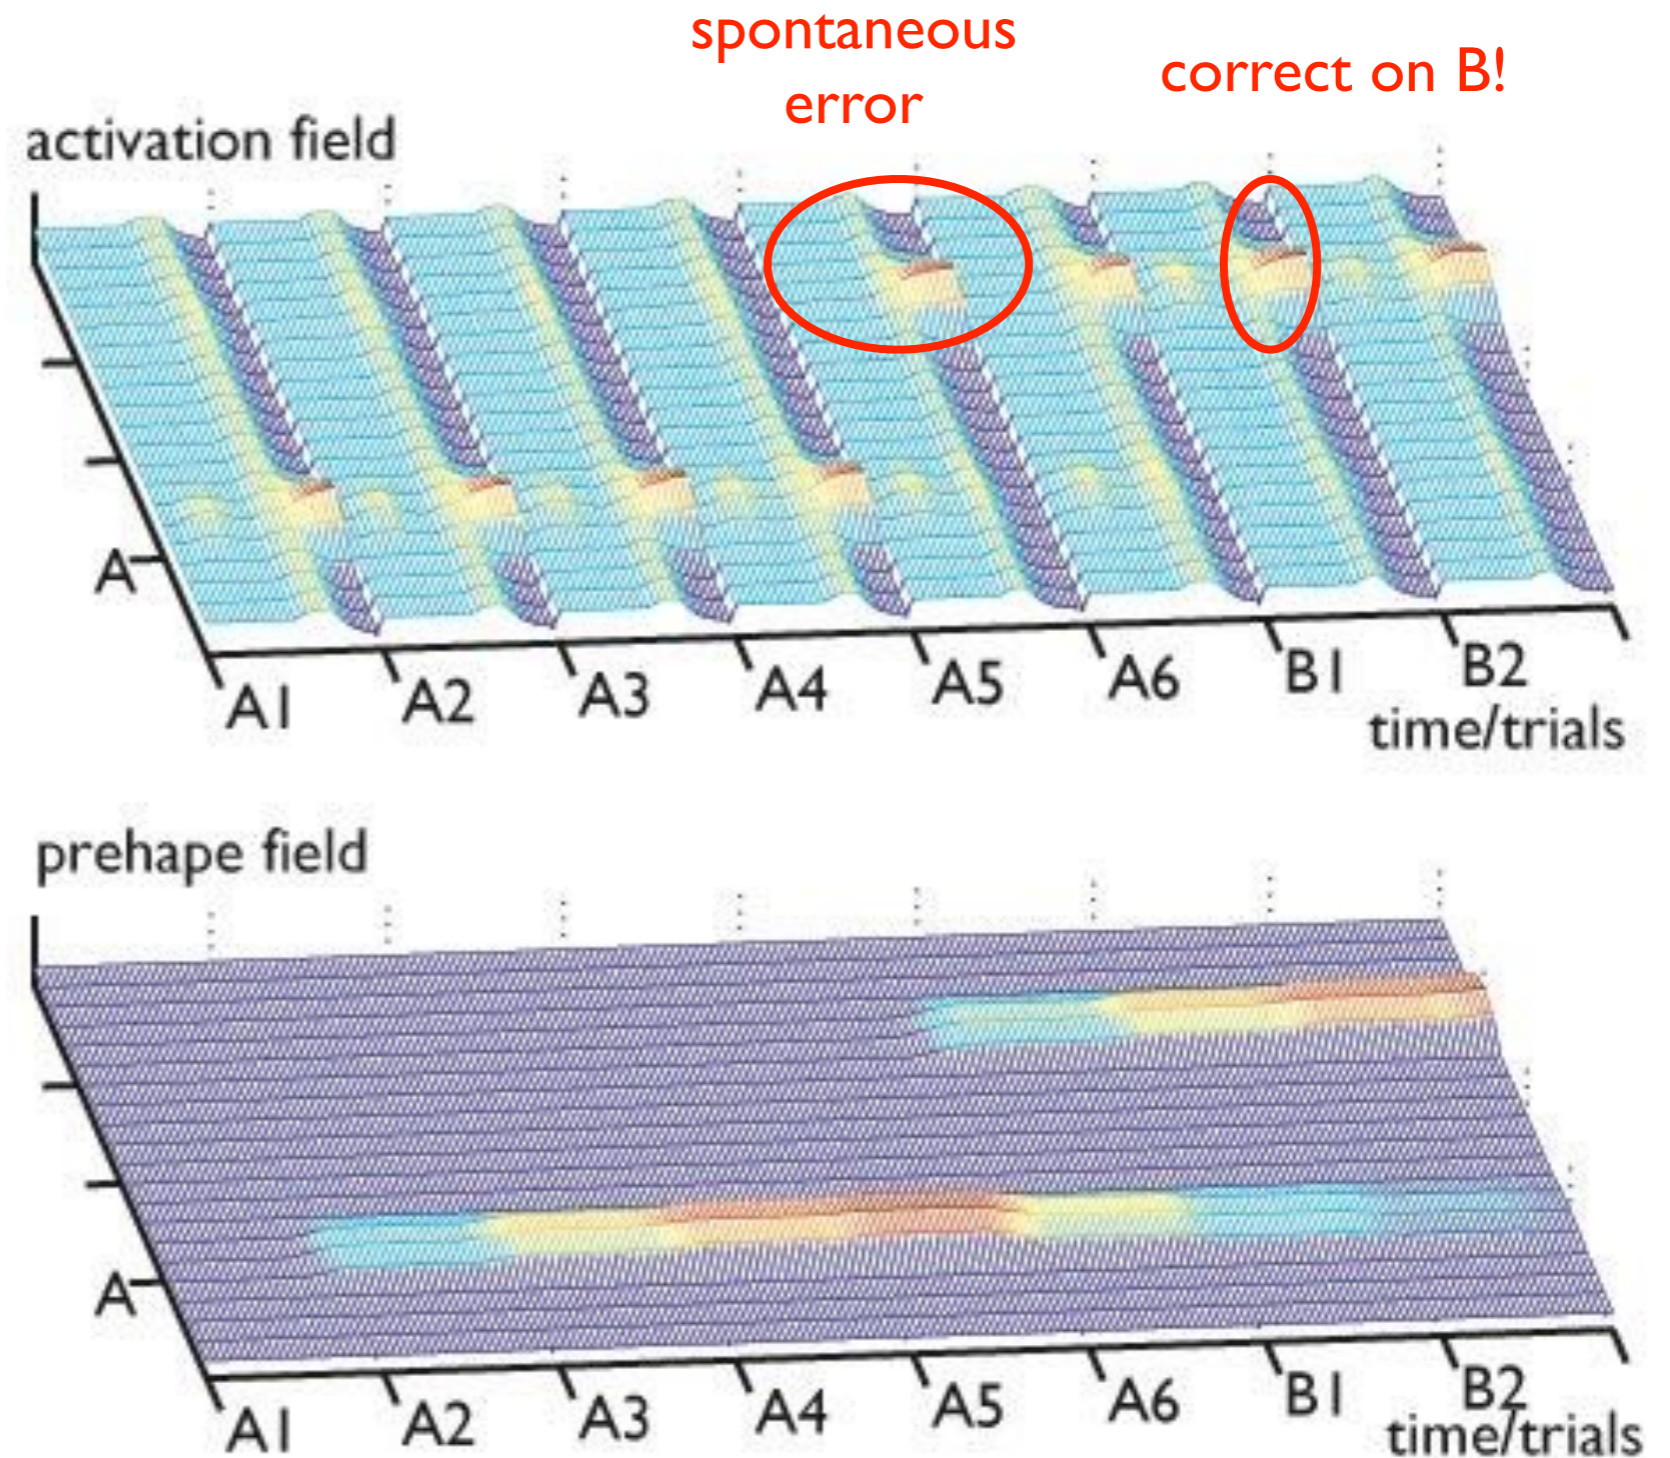 spontaneous
error
correct on B!
activation field
A
A1 A2 A3 A4 A5 A6 B1 B2
time/trials
prehape field
A
A1 A2 A3 A4 A5 A6 B1 B2
time/trials